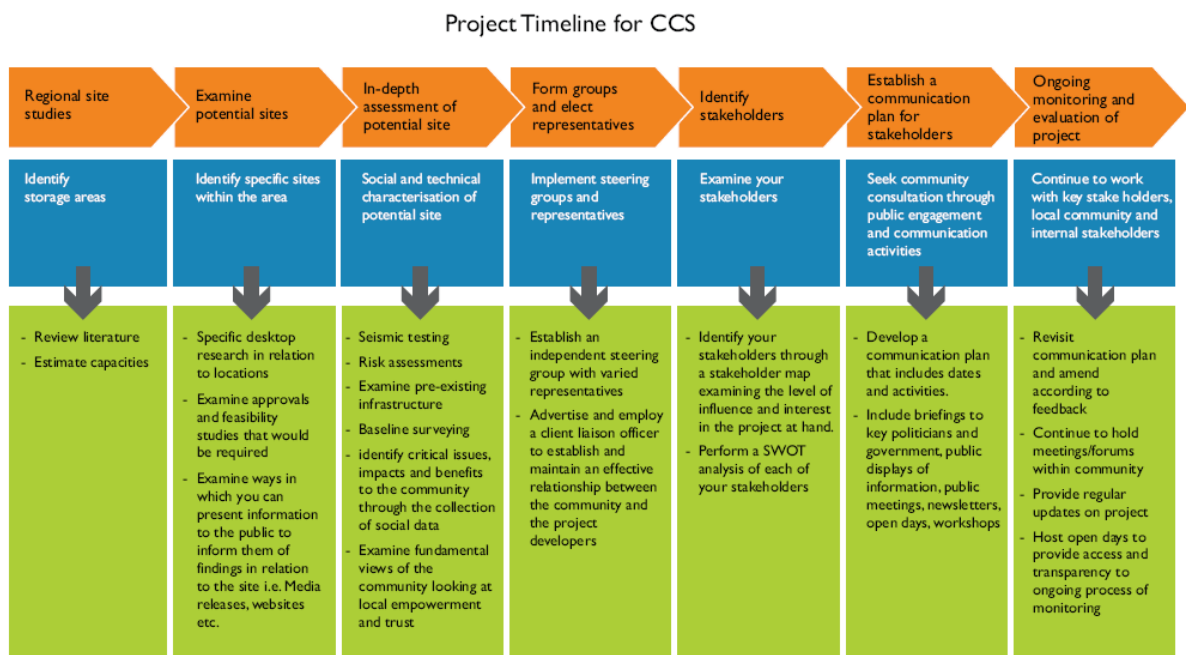 Project Timeline for CCS
Regional site
studies
Examine
potential sites
In-depth
assessment of
potential site
Form groups
and elect
representatives
Identify
stakeholders
Establish a
communication
plan for
stakeholders
Ongoing
monitoring and
evaluation of
project
Identify
storage areas
Identify specific sites
within the area
Social and technical
characterisation of
potential site
Implement steering
groups and
representatives
Examine your
stakeholders
Seek community
consultation through
public engagement
and communication
activities
Continue to work
with key stake holders,
local community and
internal stakeholders
- Review literature
- Estimate capacities
- Specific desktop
research in relation
to locations
- Examine approvals
and feasibility
studies that would
be required
- Examine ways in
which you can
present information
to the public to
inform them of
findings in relation
to the site i.e. Media
releases, websites
etc.
- Seismic testing
- Risk assessments
- Examine pre-existing
infrastructure
- Baseline surveying
- identify critical issues,
impacts and benefits
to the community
through the collection
of social data
- Examine fundamental
views of the
community looking at
local empowerment
and trust
- Establish an
independent steering
group with varied
representatives
- Advertise and employ
a client liaison officer
to establish and
maintain an effective
relationship between
the community and
the project
developers
- Identify your
stakeholders through
a stakeholder map
examining the level of
influence and interest
in the project at hand.
- Perform a SWOT
analysis of each of
your stakeholders
- Develop a
communication plan
that includes dates
and activities.
- Include briefings to
key politicians and
government, public
displays of
information, public
meetings, newsletters,
open days, workshops
- Revisit
communication plan
and amend
according to
feedback
- Continue to hold
meetings/forums
within community
- Provide regular
updates on project
- Host open days to
provide access and
transparency to
ongoing process of
monitoring